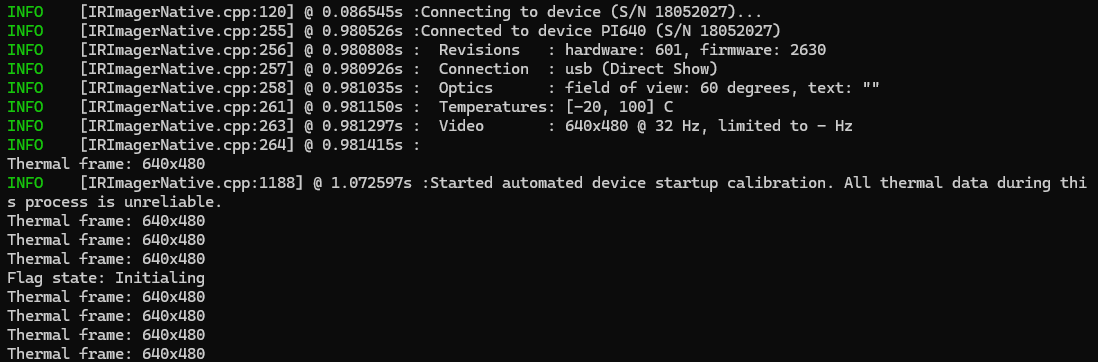 INFO    [IRImagerNative.cpp:120] @ 0.086545s :Connecting to device (S/N 18052027)...
INFO    [IRImagerNative.cpp:255] @ 0.980526s :Connected to device PI640 (S/N 18052027)
INFO    [IRImagerNative.cpp:256] @ 0.980808s :  Revisions   : hardware: 601, firmware: 2630
INFO    [IRImagerNative.cpp:257] @ 0.980926s :  Connection  : usb (Direct Show)
INFO    [IRImagerNative.cpp:258] @ 0.981035s :  Optics      : field of view: 60 degrees, text: ""
INFO    [IRImagerNative.cpp:261] @ 0.981150s :  Temperatures: [-20, 100] C
INFO    [IRImagerNative.cpp:263] @ 0.981297s :  Video       : 640x480 @ 32 Hz, limited to - Hz
INFO    [IRImagerNative.cpp:264] @ 0.981415s :
Thermal frame: 640x480
INFO    [IRImagerNative.cpp:1188] @ 1.072597s :Started automated device startup calibration. All thermal data during thi
s process is unreliable.
Thermal frame: 640x480
Thermal frame: 640x480
Thermal frame: 640x480
Flag state: Initialing
Thermal frame: 640x480
Thermal frame: 640x480
Thermal frame: 640x480
Thermal frame: 640x480